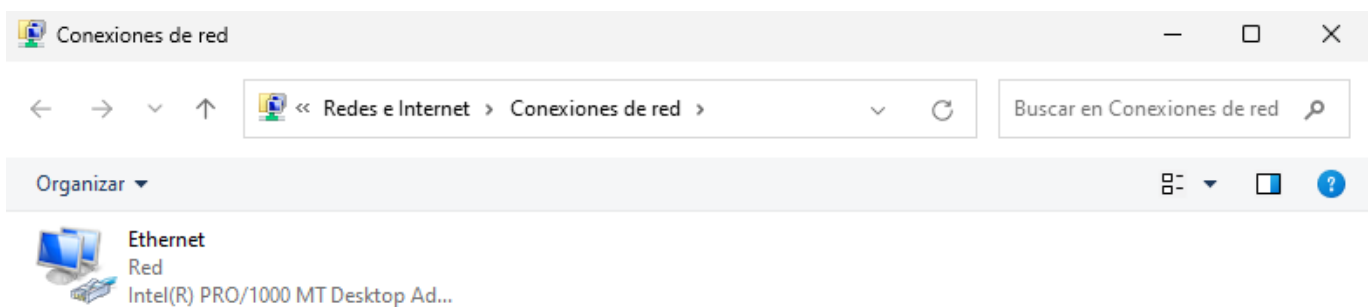 Conexiones de red
« Redes e Internet > Conexiones de red > Buscar en Conexiones de red
Organizar
Ethernet
Red
Intel(R) PRO/1000 MT Desktop Ad...